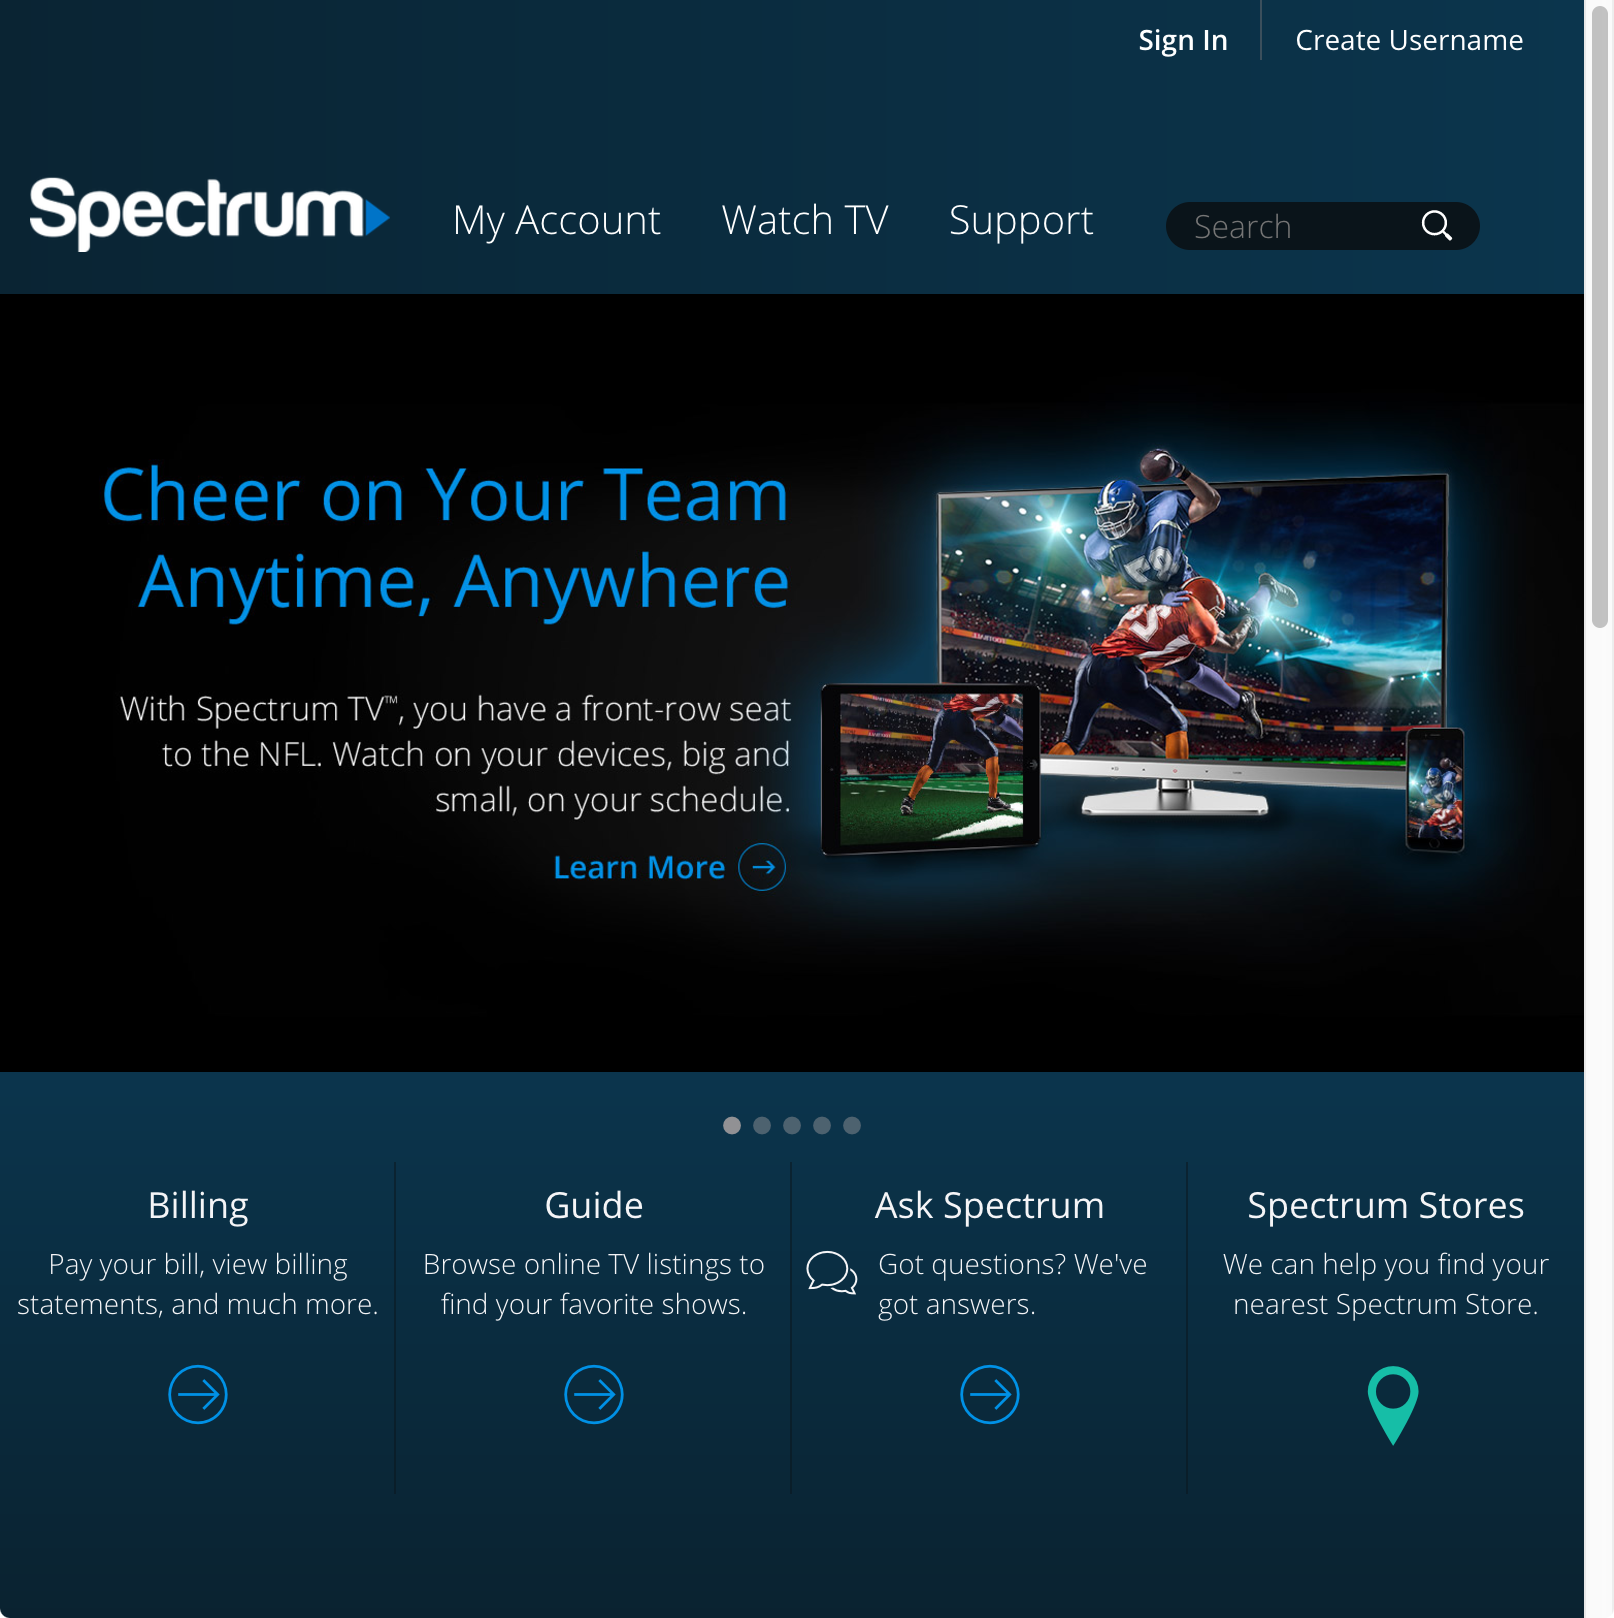 Sign In
Create Username
Spectrum
My Account
Watch TV
Support
Search
Cheer on Your Team
Anytime, Anywhere
With Spectrum TV™, you have a front-row seat
to the NFL. Watch on your devices, big and
small, on your schedule.
Learn More
Billing
Pay your bill, view billing
statements, and much more.
Guide
Browse online TV listings to
find your favorite shows.
Ask Spectrum
Got questions? We've
got answers.
Spectrum Stores
We can help you find your
nearest Spectrum Store.